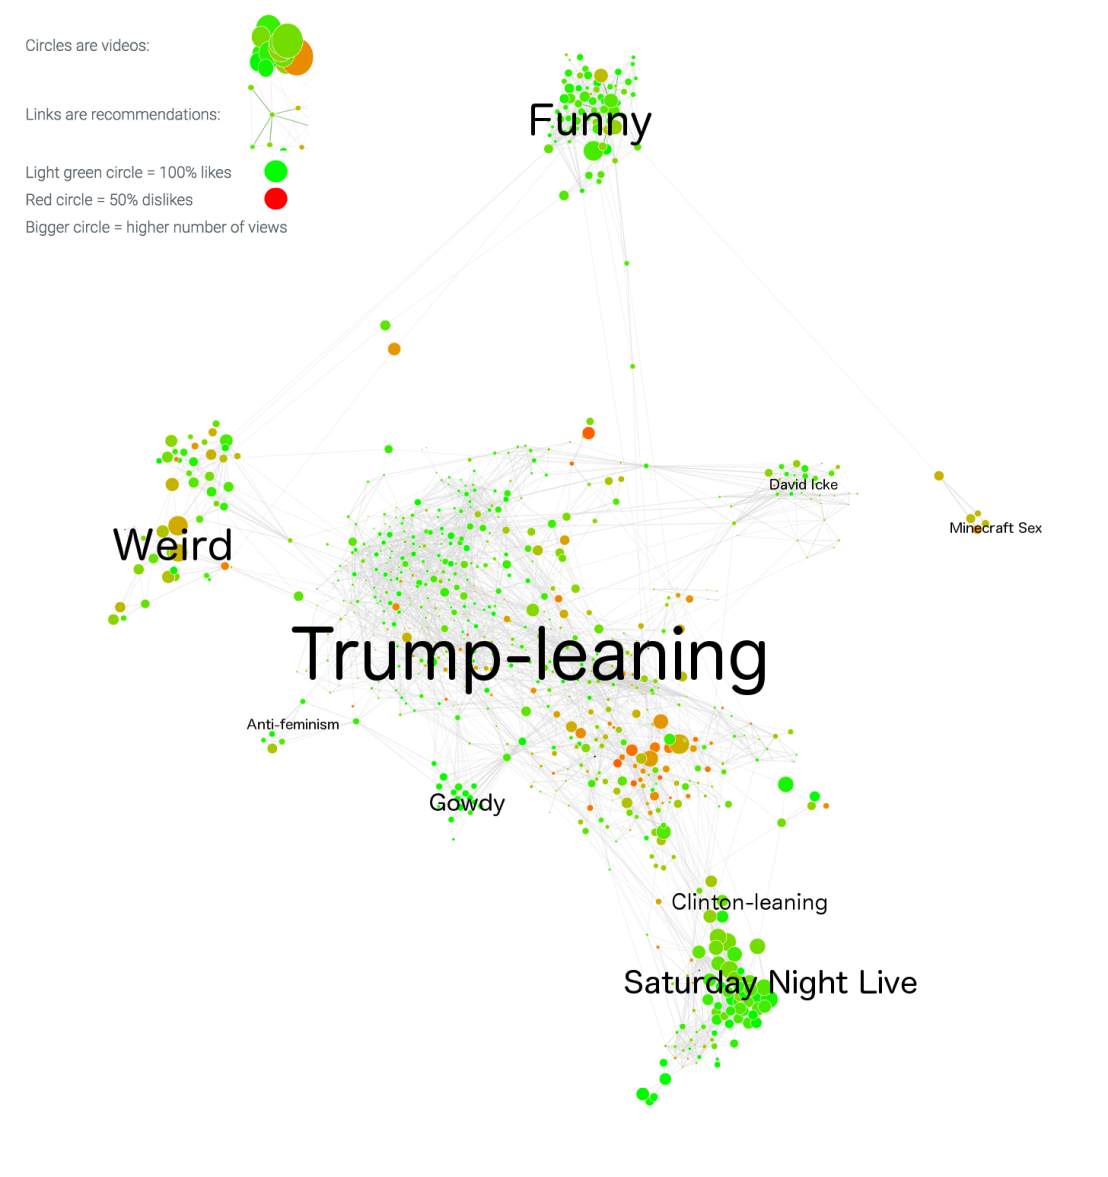 Circles are videos:
Links are recommendations:
Light green circle = 100% likes
Red circle = 50% dislikes
Bigger circle = higher number of views
Funny
David Icke
Minecraft Sex
Weird
Trump-leaning
Anti-feminism
Gowdy
Clinton-leaning
Saturday Night Live